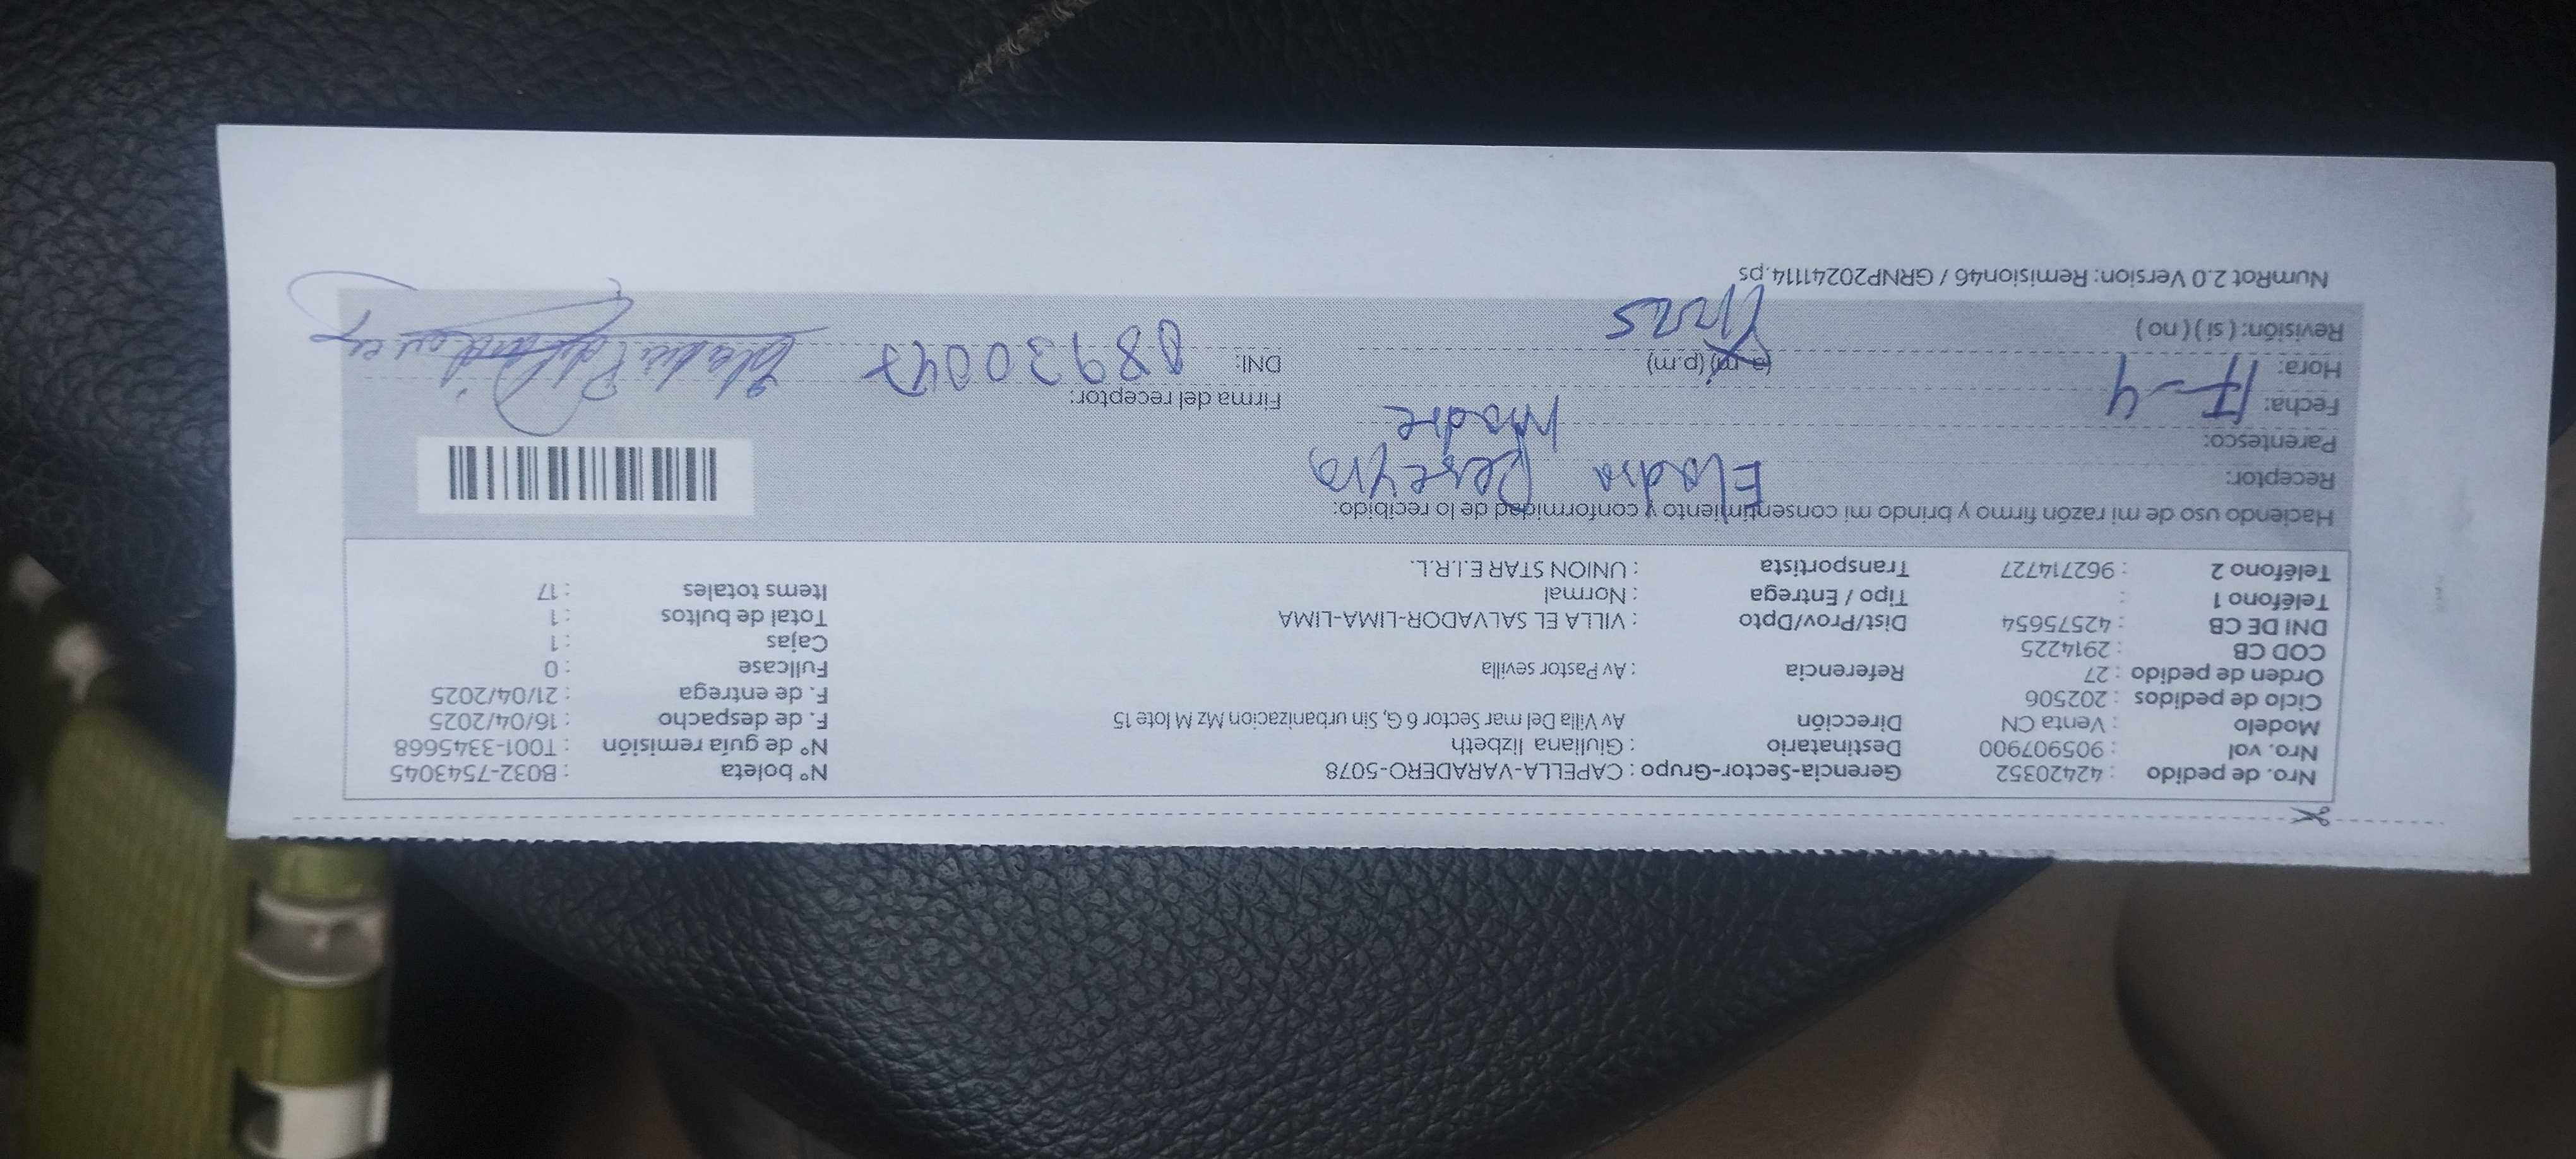 Nro. de pedido : 42420352 Gerencia-Sector-Grupo : CAPELLA-VARADERO-5078 N° boleta : B032-7543045
Nro. vol : 905907900 Destinatario : Giuliana lizbeth N° de guía remisión : T001-3345668
Modelo : Venta CN Dirección Av Villa Del mar Sector 6 G, Sin urbanizacion Mz M lote 15 F. de despacho : 16/04/2025
Ciclo de pedidos : 202506 F. de entrega : 21/04/2025
Orden de pedido : 27 Referencia : Av Pastor sevilla Fullcase : 0
COD CB : 2914225 Cajas : 1
DNI DE CB : 42575654 Dist/Prov/Dpto : VILLA EL SALVADOR-LIMA-LIMA Total de bultos : 1
Teléfono 1 : Tipo / Entrega : Normal Items totales : 17
Teléfono 2 : 962714727 Transportista : UNION STAR E.I.R.L.
Haciendo uso de mi razón firmo y brindo mi consentimiento y conformidad de lo recibido:
Receptor: Eladia Pereyra
Parentesco: Madre
Fecha: 17-4 Firma del receptor:
Hora: (a.m) (p.m) DNI: 08930047
Revisión: ( si ) ( no )
NumRot 2.0 Version: Remision46 / GRNP20241114.ps